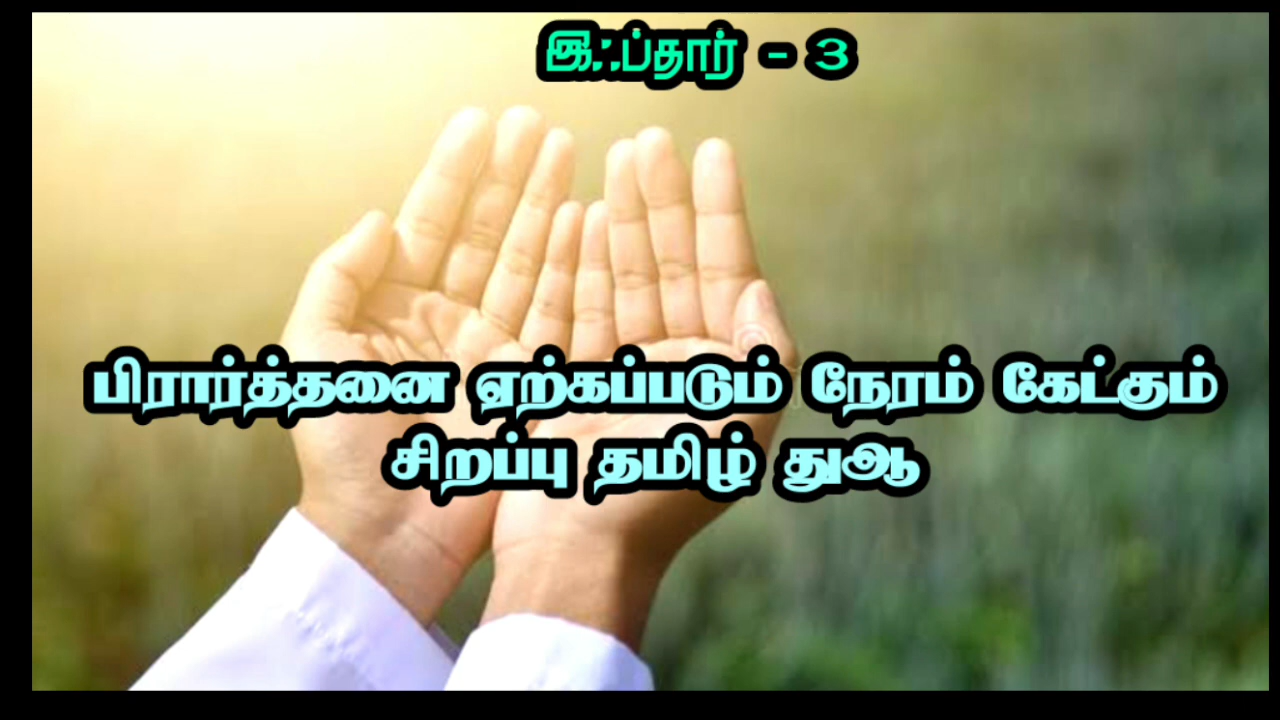 இஃப்தார் - 3
பிரார்த்தனை ஏற்கப்படும் நேரம் கேட்கும்
சிறப்பு தமிழ் துஆ